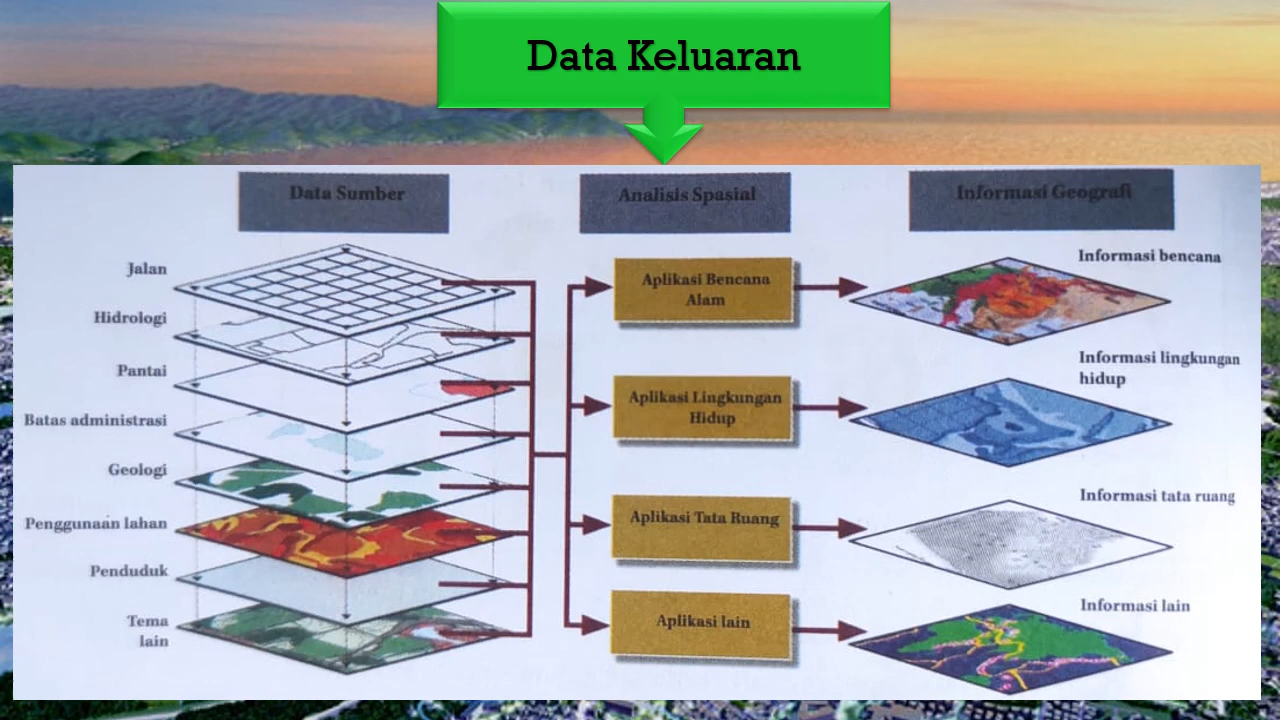 Data Keluaran
Data Sumber
Analisis Spasial
Informasi Geografi
Jalan
Hidrologi
Pantai
Batas administrasi
Geologi
Penggunaan lahan
Penduduk
Tema
lain
Aplikasi Bencana
Alam
Aplikasi Lingkungan
Hidup
Aplikasi Tata Ruang
Aplikasi lain
Informasi bencana
Informasi lingkungan
hidup
Informasi tata ruang
Informasi lain